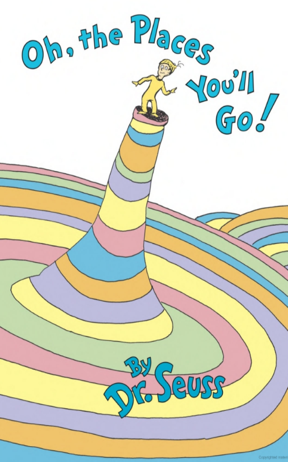 Oh, the Places
You'll
Go!
By
Dr. Seuss